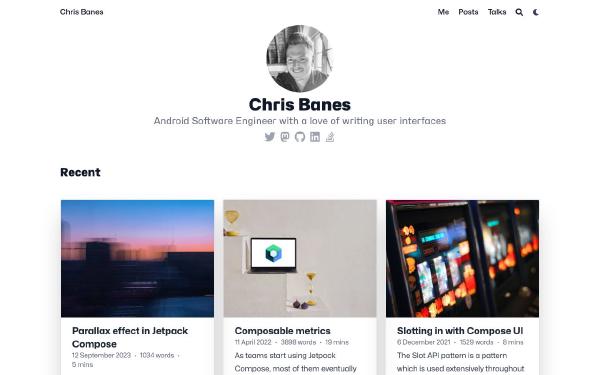 Chris Banes
Me Posts Talks
Chris Banes
Android Software Engineer with a love of writing user interfaces
Recent
Parallax effect in Jetpack
Compose
12 September 2023 · 1034 words ·
5 mins
Composable metrics
11 April 2022 · 3898 words · 19 mins
As teams start using Jetpack
Compose, most of them eventually
Slotting in with Compose UI
6 December 2021 · 1529 words · 8 mins
The Slot API pattern is a pattern
which is used extensively throughout